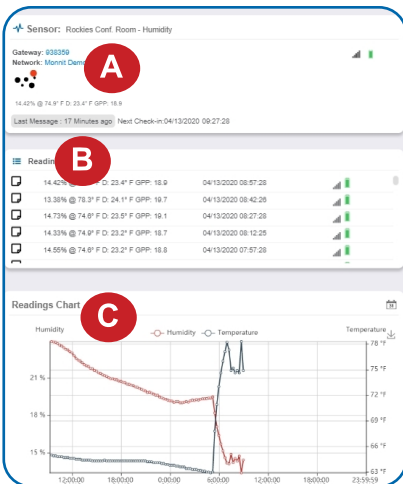 Sensor: Rockies Conf. Room - Humidity
Gateway: 938359
Network: Monnit
A
14.42% @ 74.9° F D: 23.4° F GPP: 18.9
Last Message : 17 Minutes ago Next Check-in:04/13/2020 09:27:28
B
14.42% @ 74.9° F D: 23.4° F GPP: 18.9 04/13/2020 08:57:28
13.38% @ 78.3° F D: 24.1° F GPP: 19.7 04/13/2020 08:42:26
14.73% @ 74.6° F D: 23.5° F GPP: 19.1 04/13/2020 08:27:28
14.33% @ 74.9° F D: 23.2° F GPP: 18.7 04/13/2020 08:12:25
14.55% @ 74.6° F D: 23.2° F GPP: 18.8 04/13/2020 07:57:28
Readings Chart
C
Humidity Humidity Temperature Temperature
78 °F
21 % 75 °F
72 °F
18 % 69 °F
66 °F
15 % 63 °F
12:00:00 18:00:00 0:00:00 6:00:00 12:00:00 18:00:00 23:59:59